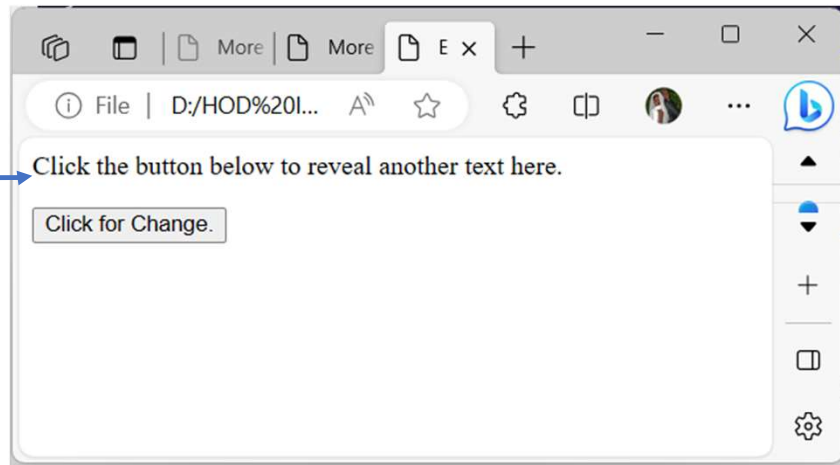 More More E
File D:/HOD%20I...
Click the button below to reveal another text here.
Click for Change.